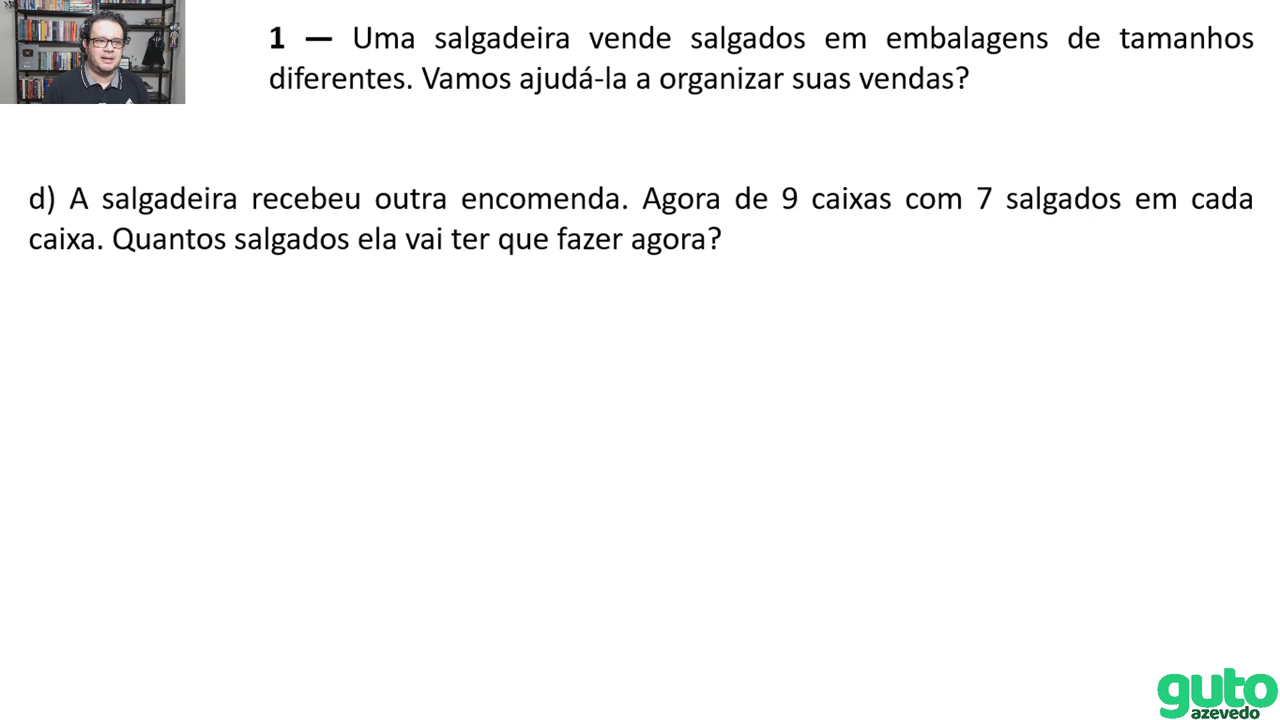 1 — Uma salgadeira vende salgados em embalagens de tamanhos
diferentes. Vamos ajudá-la a organizar suas vendas?
d) A salgadeira recebeu outra encomenda. Agora de 9 caixas com 7 salgados em cada
caixa. Quantos salgados ela vai ter que fazer agora?
guto
azevedo